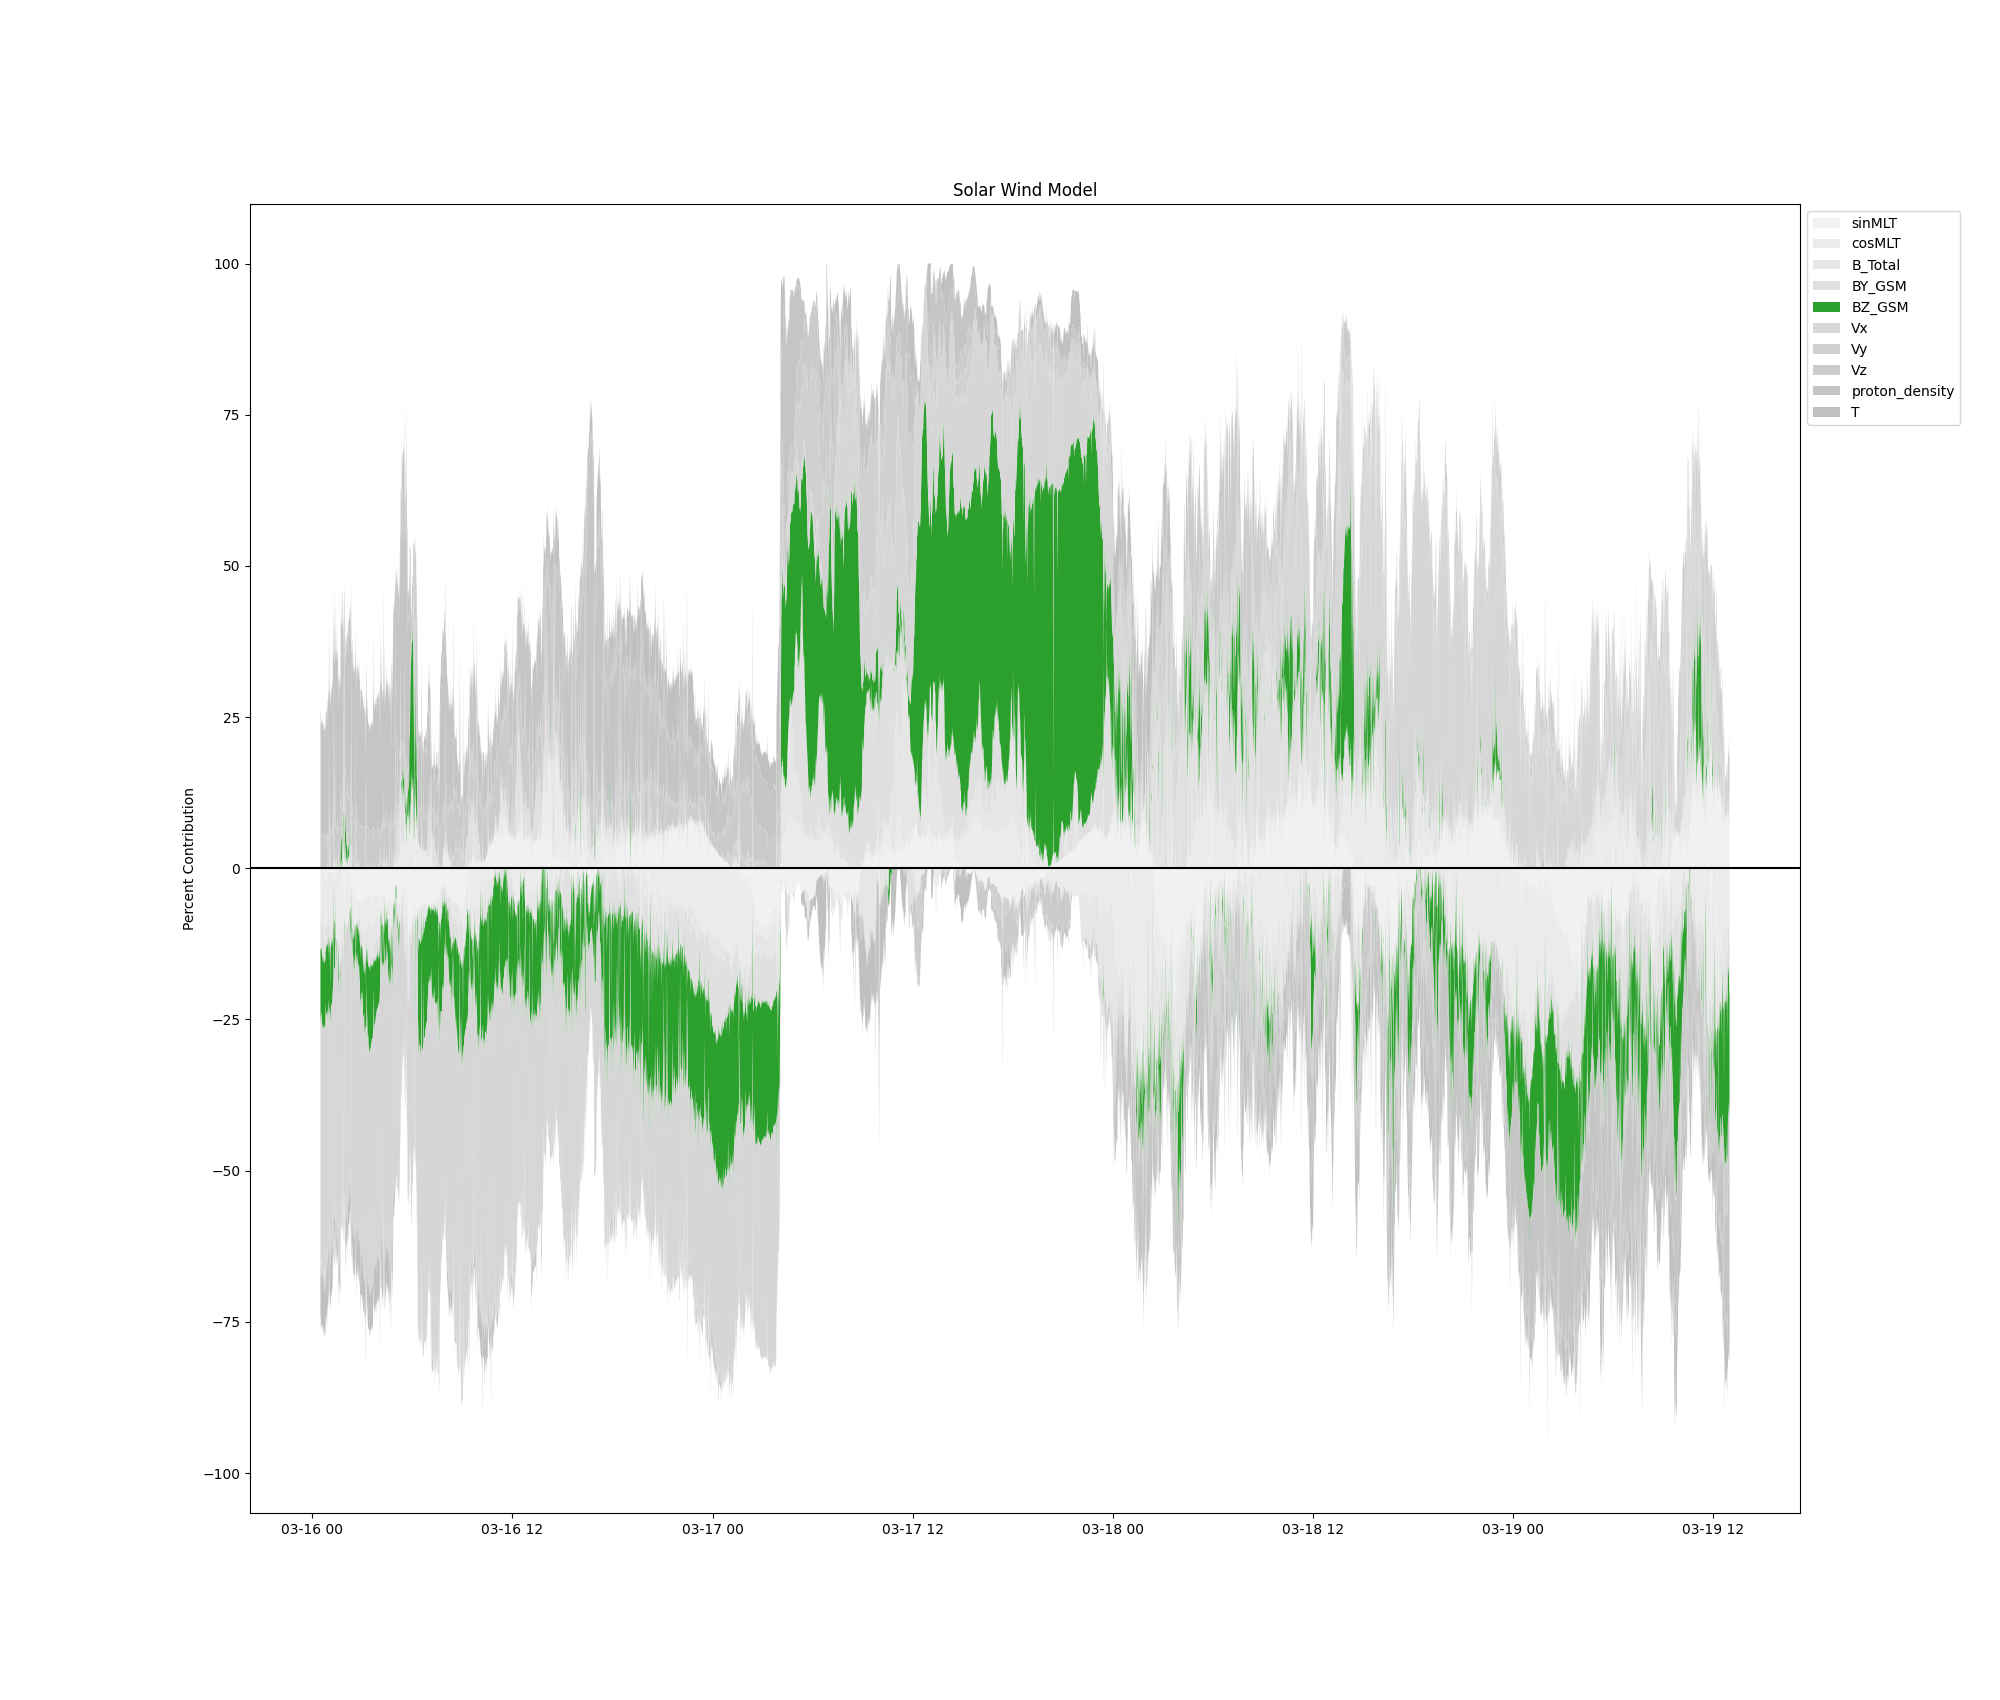 Solar Wind Model
sinMLT
cosMLT
B_Total
BY_GSM
BZ_GSM
Vx
Vy
Vz
proton_density
T
Percent Contribution
100
75
50
25
0
−25
−50
−75
−100
03-16 00
03-16 12
03-17 00
03-17 12
03-18 00
03-18 12
03-19 00
03-19 12